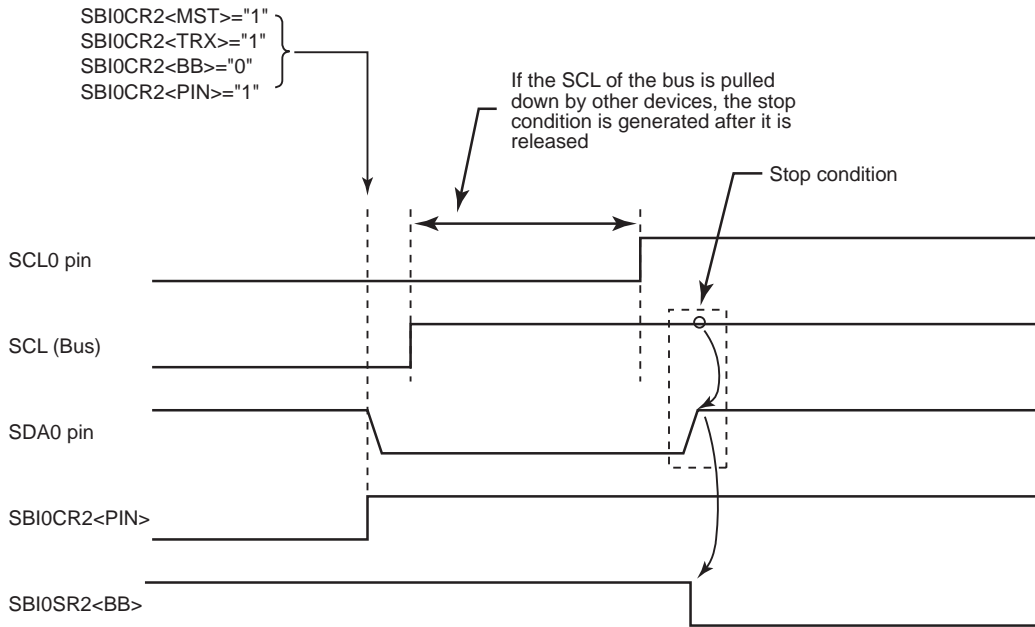 SBI0CR2<MST>="1"
SBI0CR2<TRX>="1"
SBI0CR2<BB>="0"
SBI0CR2<PIN>="1"
If the SCL of the bus is pulled
down by other devices, the stop
condition is generated after it is
released
Stop condition
SCL0 pin
SCL (Bus)
SDA0 pin
SBI0CR2<PIN>
SBI0SR2<BB>